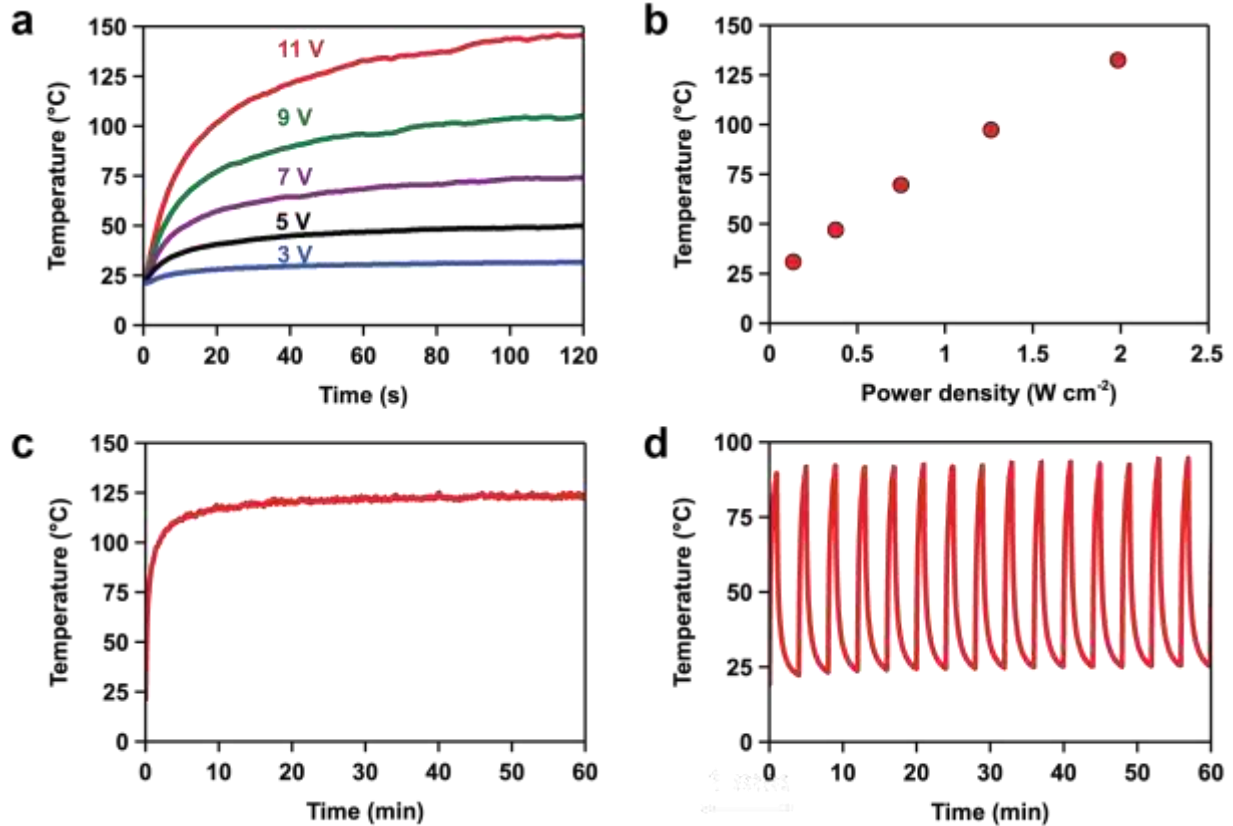 a
150
125
100
75
50
25
0
Temperature (°C)
11 V
9 V
7 V
5 V
3 V
0 20 40 60 80 100 120
Time (s)
b
150
125
100
75
50
25
0
Temperature (°C)
0 0.5 1 1.5 2 2.5
Power density (W cm-2)
c
150
125
100
75
50
25
0
Temperature (°C)
0 10 20 30 40 50 60
Time (min)
d
100
75
50
25
0
Temperature (°C)
0 10 20 30 40 50 60
Time (min)